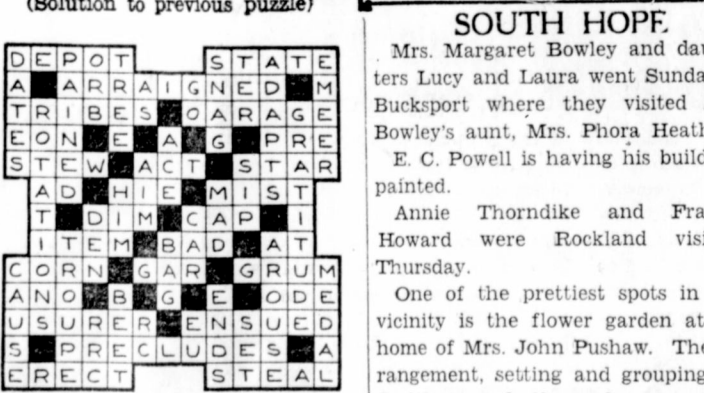 (Solution to previous puzzle)
DEPOT STATE
A ARRAIGNED M
TRIBES OARAGE
EON E A G PRE
STEW ACT STAR
AD HIE MIST
T DIM CAP I
ITEM BAD AT
CORN GAR GRUM
ANO B G E ODE
USURER ENSUED
S PRECLUDES A
ERECT STEAL
SOUTH HOPE
Mrs. Margaret Bowley and dau
ters Lucy and Laura went Sunda
Bucksport where they visited
Bowley's aunt, Mrs. Phora Heath
E. C. Powell is having his build
painted.
Annie Thorndike and Fra
Howard were Rockland visi
Thursday.
One of the prettiest spots in
vicinity is the flower garden at
home of Mrs. John Pushaw. The
rangement, setting and grouping